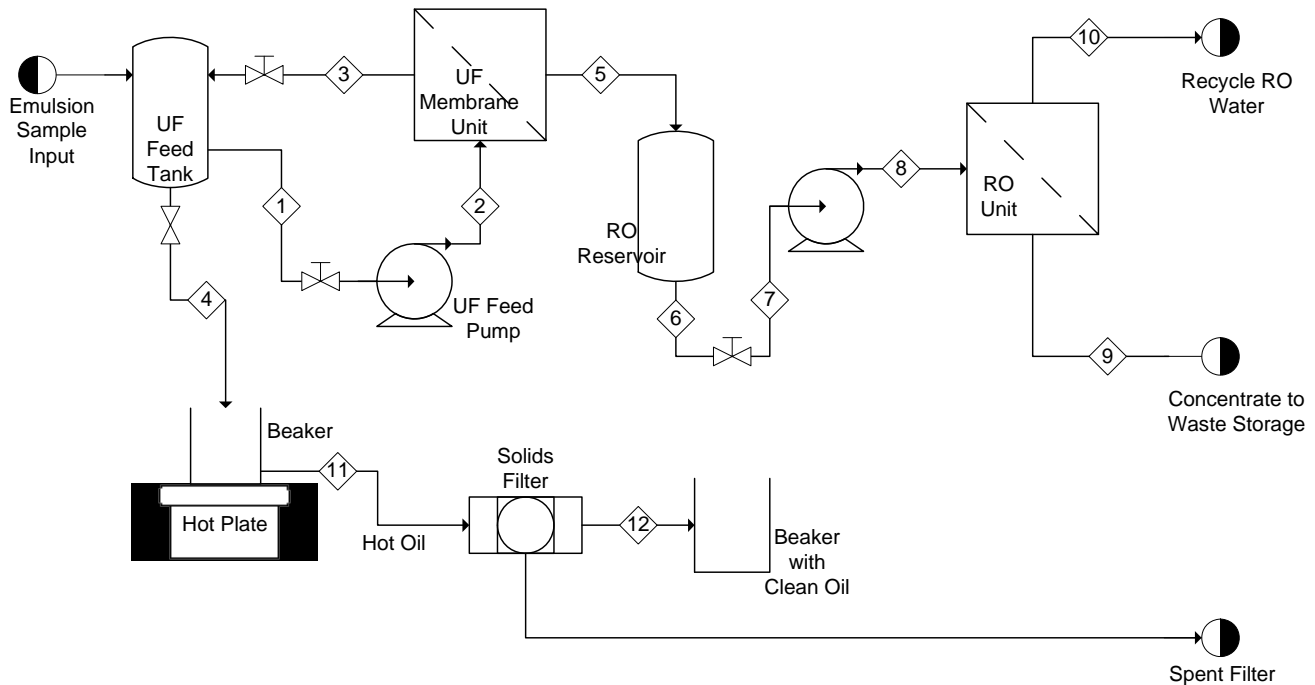 Emulsion
Sample
Input
UF
Feed
Tank
3
UF
Membrane
Unit
5
10
Recycle RO
Water
1
2
RO
Reservoir
8
RO
Unit
4
UF Feed
Pump
6
7
9
Concentrate to
Waste Storage
Beaker
11
Hot Plate
Hot Oil
Solids
Filter
12
Beaker
with
Clean Oil
Spent Filter